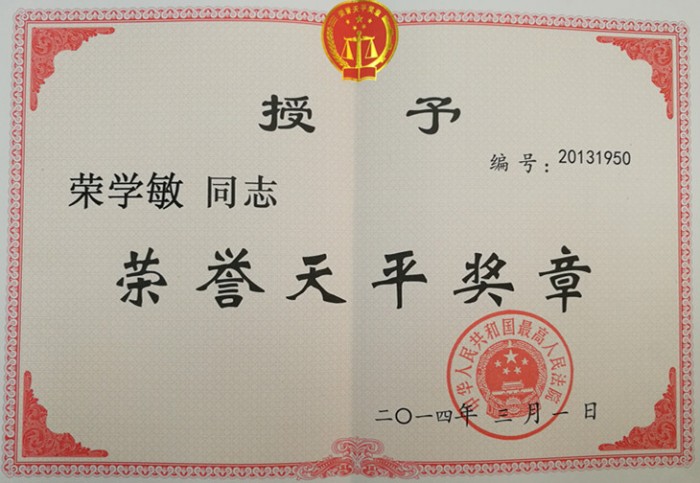 授予
编号：20131950
荣学敏 同志
荣誉天平奖章
中华人民共和国最高人民法院
二〇一四年 三月一日